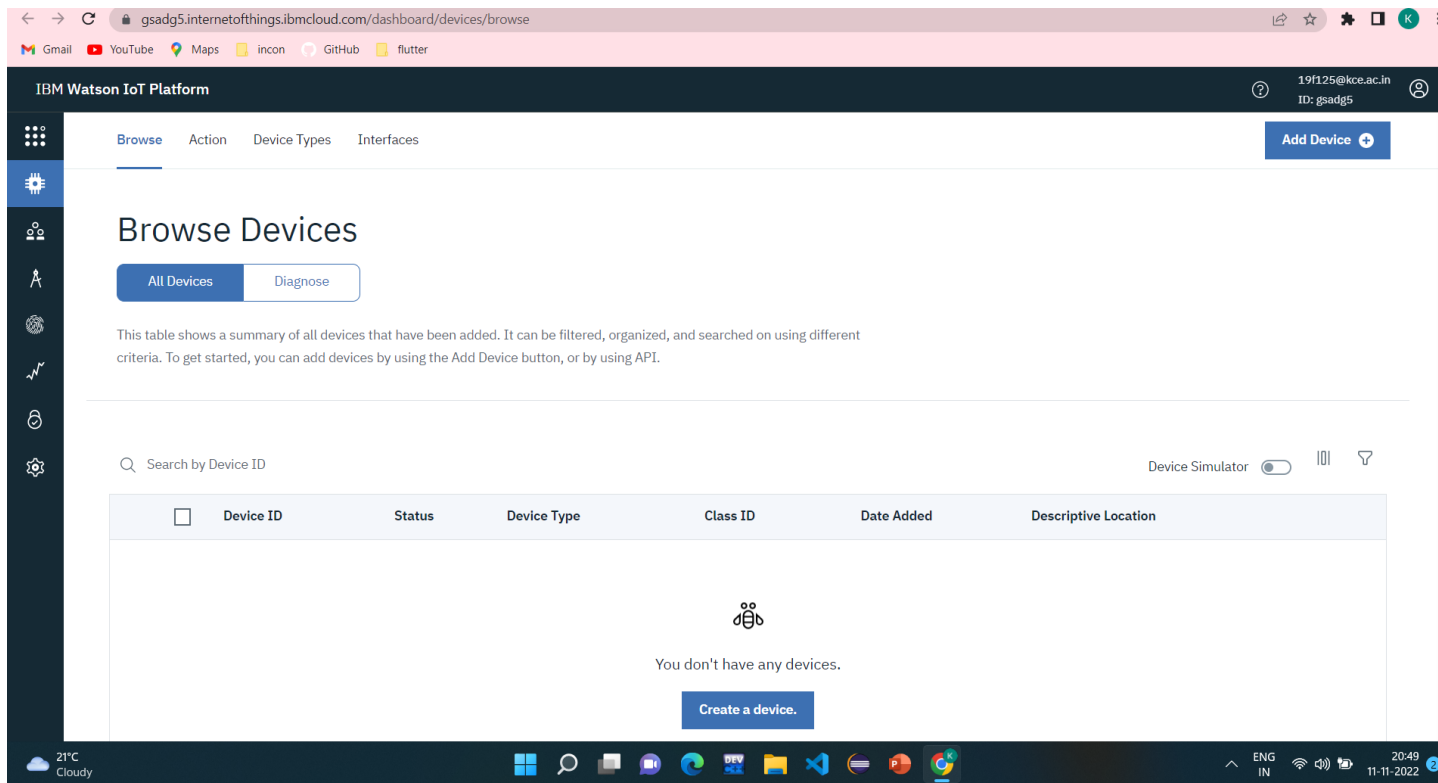 gsadg5.internetofthings.ibmcloud.com/dashboard/devices/browse
K
Gmail YouTube Maps incon GitHub flutter
IBM Watson IoT Platform
19f125@kce.ac.in
ID: gsadg5
Browse Action Device Types Interfaces
Add Device
Browse Devices
All Devices Diagnose
This table shows a summary of all devices that have been added. It can be filtered, organized, and searched on using different
criteria. To get started, you can add devices by using the Add Device button, or by using API.
Search by Device ID
Device Simulator
Device ID Status Device Type Class ID Date Added Descriptive Location
You don't have any devices.
Create a device.
21°C
Cloudy
DEV
K
ENG
IN
20:49
11-11-2022
2